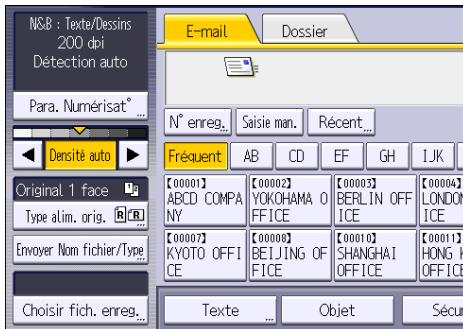 N&B : Texte/Dessins
200 dpi
Détection auto
Para. Numérisat°
Densité auto
Original 1 face
Type alim. orig.
Envoyer Nom fichier/Type
Choisir fich. enreg.
E-mail Dossier
N° enreg. Saisie man. Récent
Fréquent AB CD EF GH IJK
【00001】 【00002】 【00003】 【00004】
ABCD COMPA YOKOHAMA O BERLIN OFF LONDON
NY FFICE ICE ICE
【00007】 【00008】 【00010】 【00011】
KYOTO OFFI BEIJING OF SHANGHAI HONG
CE FICE OFFICE OFFICE
Texte Objet Sécur